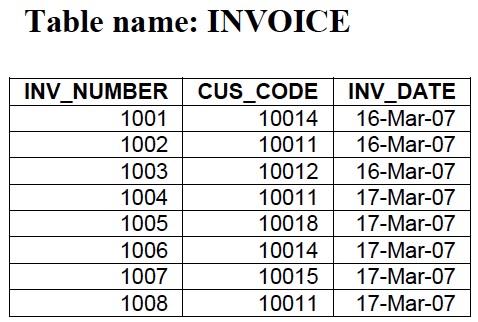 Table name: INVOICE
INV_NUMBER CUS_CODE INV_DATE
1001 10014 16-Mar-07
1002 10011 16-Mar-07
1003 10012 16-Mar-07
1004 10011 17-Mar-07
1005 10018 17-Mar-07
1006 10014 17-Mar-07
1007 10015 17-Mar-07
1008 10011 17-Mar-07